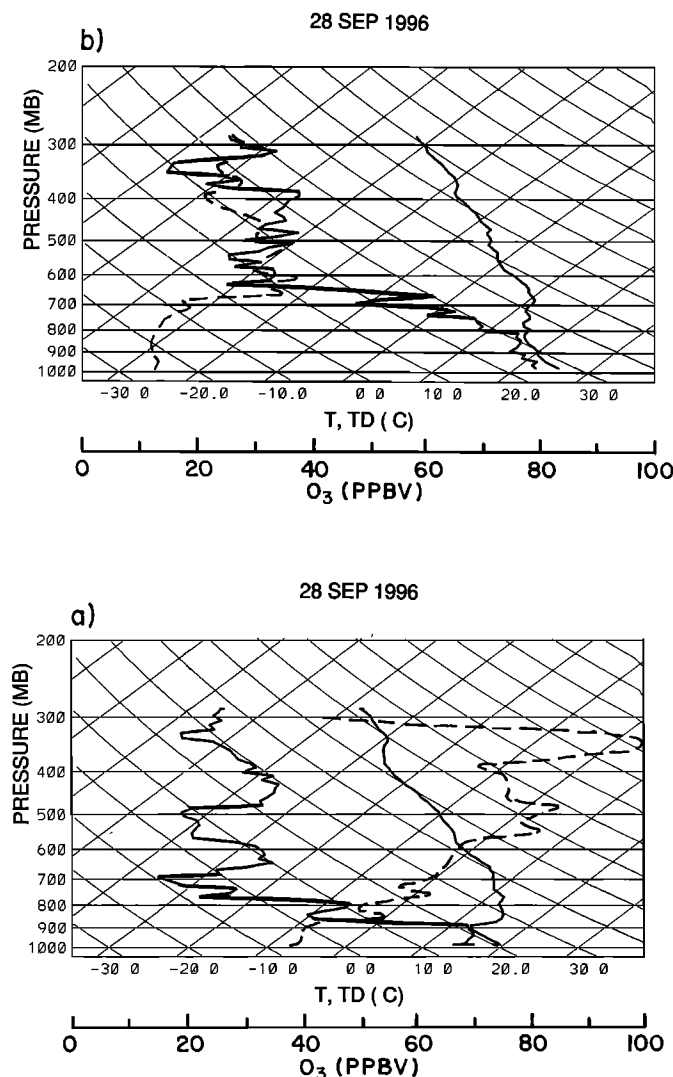 28 SEP 1996
b)
PRESSURE (MB)
200
300
400
500
600
700
800
900
1000
-30 0 -20.0 -10.0 0 0 10 0 20.0 30 0
T, TD ( C)
0 20 40 60 80 100
O₃ (PPBV)
28 SEP 1996
a)
PRESSURE (MB)
200
300
400
500
600
700
800
900
1000
-30 0 -20.0 -10 0 0 0 10 0 20.0 30 0
T, TD ( C)
0 20 40 60 80 100
O₃ (PPBV)